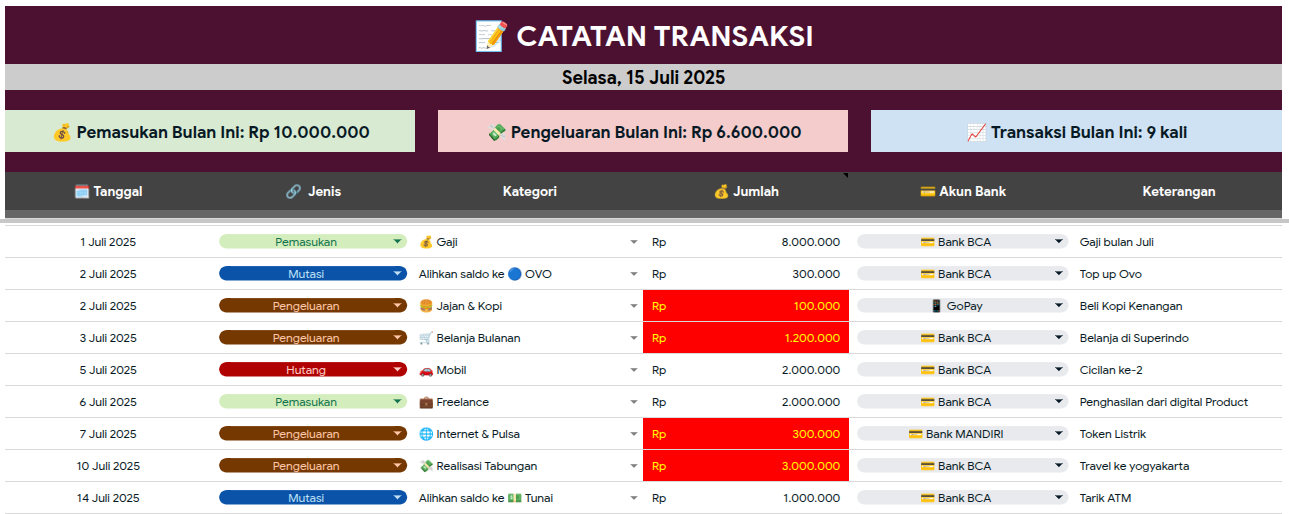 📝 CATATAN TRANSAKSI
Selasa, 15 Juli 2025
💰 Pemasukan Bulan Ini: Rp 10.000.000 💸 Pengeluaran Bulan Ini: Rp 6.600.000 📈 Transaksi Bulan Ini: 9 kali
🗓️ Tanggal 🔗 Jenis Kategori 💰 Jumlah 💳 Akun Bank Keterangan
1 Juli 2025 Pemasukan 💰 Gaji Rp 8.000.000 💳 Bank BCA Gaji bulan Juli
2 Juli 2025 Mutasi Alihkan saldo ke 🔵 OVO Rp 300.000 💳 Bank BCA Top up Ovo
2 Juli 2025 Pengeluaran 🍔 Jajan & Kopi Rp 100.000 📱 GoPay Beli Kopi Kenangan
3 Juli 2025 Pengeluaran 🛒 Belanja Bulanan Rp 1.200.000 💳 Bank BCA Belanja di Superindo
5 Juli 2025 Hutang 🚗 Mobil Rp 2.000.000 💳 Bank BCA Cicilan ke-2
6 Juli 2025 Pemasukan 💼 Freelance Rp 2.000.000 💳 Bank BCA Penghasilan dari digital Product
7 Juli 2025 Pengeluaran 🌐 Internet & Pulsa Rp 300.000 💳 Bank MANDIRI Token Listrik
10 Juli 2025 Pengeluaran 💸 Realisasi Tabungan Rp 3.000.000 💳 Bank BCA Travel ke yogyakarta
14 Juli 2025 Mutasi Alihkan saldo ke 💵 Tunai Rp 1.000.000 💳 Bank BCA Tarik ATM